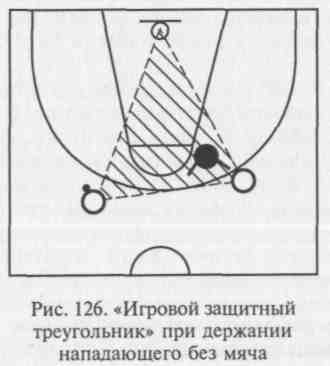 Рис. 126. «Игровой защитный
треугольник» при держании
нападающего без мяча